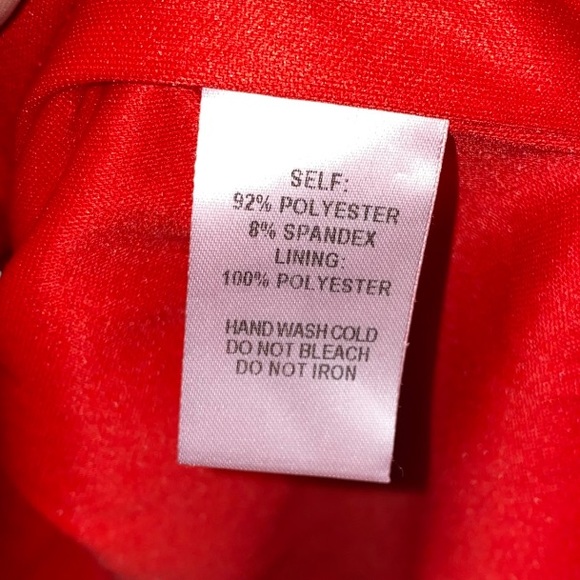 SELF:
92% POLYESTER
8% SPANDEX
LINING:
100% POLYESTER
HAND WASH COLD
DO NOT BLEACH
DO NOT IRON